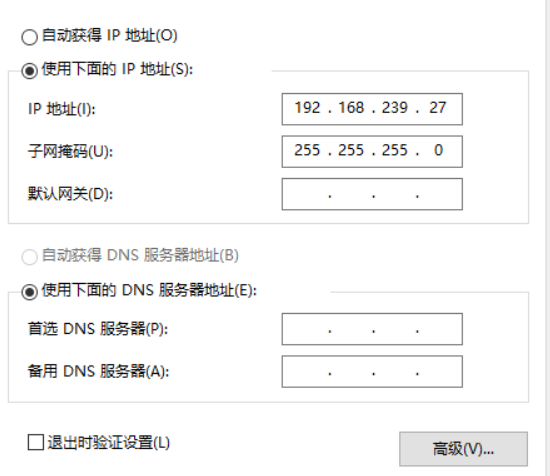 自动获得 IP 地址(O)
使用下面的 IP 地址(S):
IP 地址(I): 192 . 168 . 239 . 27
子网掩码(U): 255 . 255 . 255 . 0
默认网关(D): . . .
自动获得 DNS 服务器地址(B)
使用下面的 DNS 服务器地址(E):
首选 DNS 服务器(P): . . .
备用 DNS 服务器(A): . . .
退出时验证设置(L)
高级(V)...